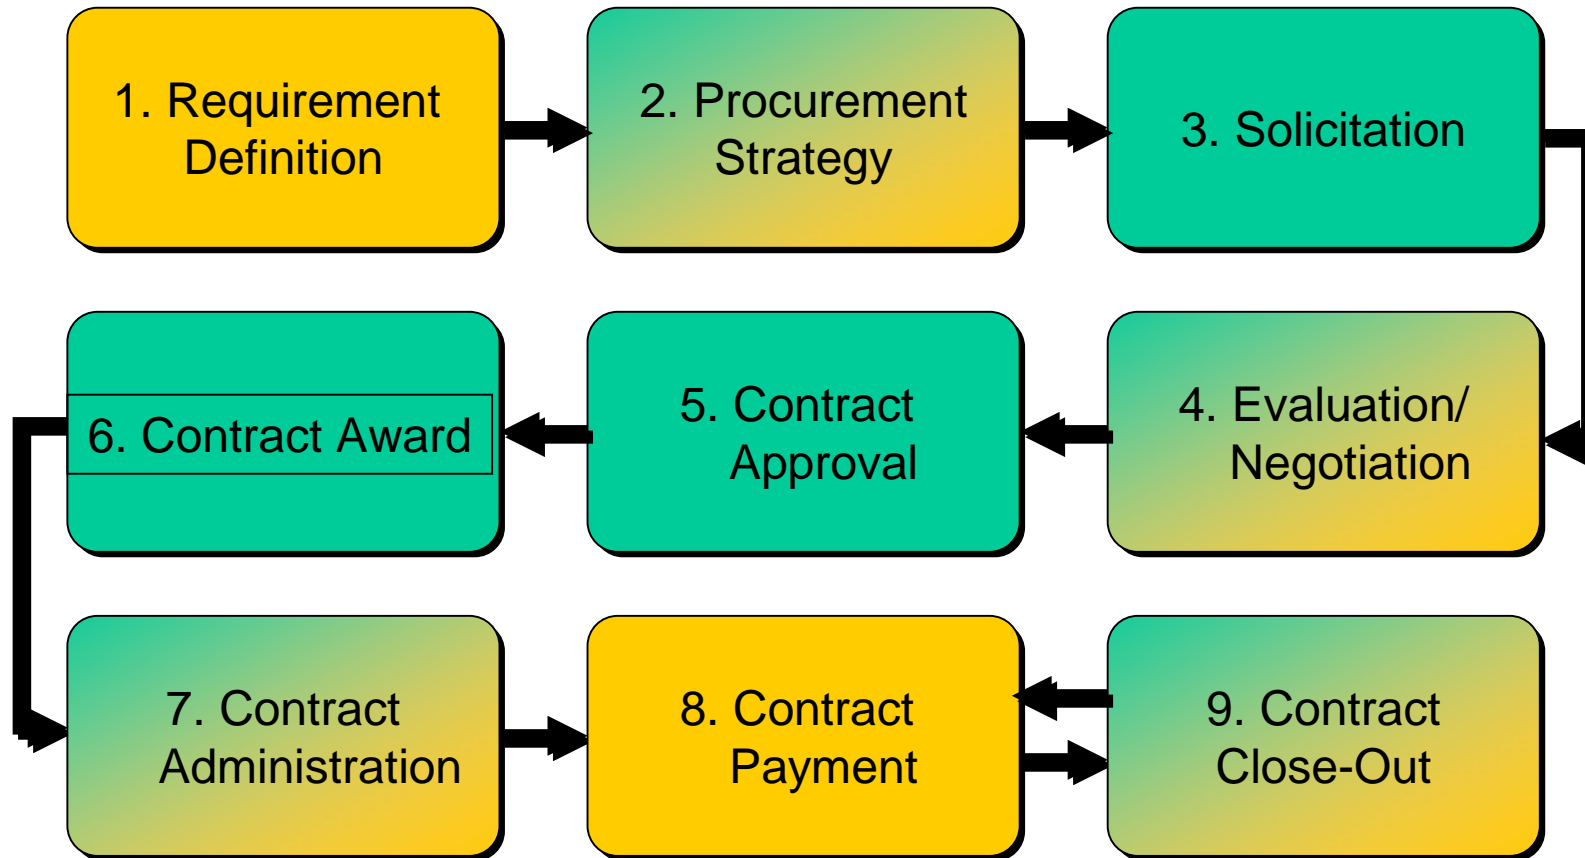 1. Requirement
Definition
2. Procurement
Strategy
3. Solicitation
6. Contract Award
5. Contract
Approval
4. Evaluation/
Negotiation
7. Contract
Administration
8. Contract
Payment
9. Contract
Close-Out